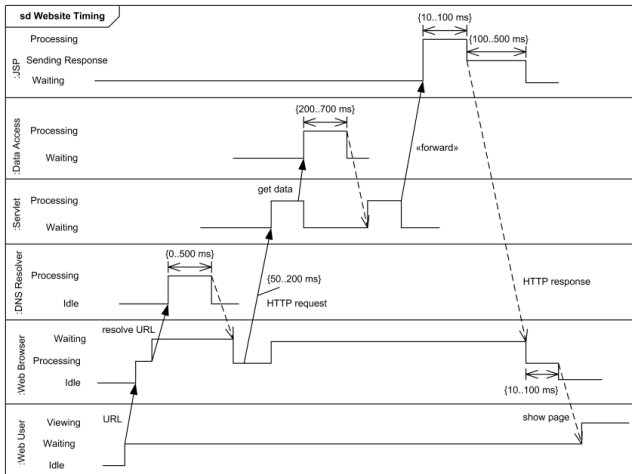 sd Website Timing
{10..100 ms}
{100..500 ms}
:JSP
Processing
Sending Response
Waiting
{200..700 ms}
:Data Access
Processing
Waiting
«forward»
get data
:Servlet
Processing
Waiting
{0..500 ms}
{50..200 ms}
:DNS Resolver
Processing
Idle
HTTP request
HTTP response
resolve URL
:Web Browser
Waiting
Processing
Idle
{10..100 ms}
URL
show page
:Web User
Viewing
Waiting
Idle